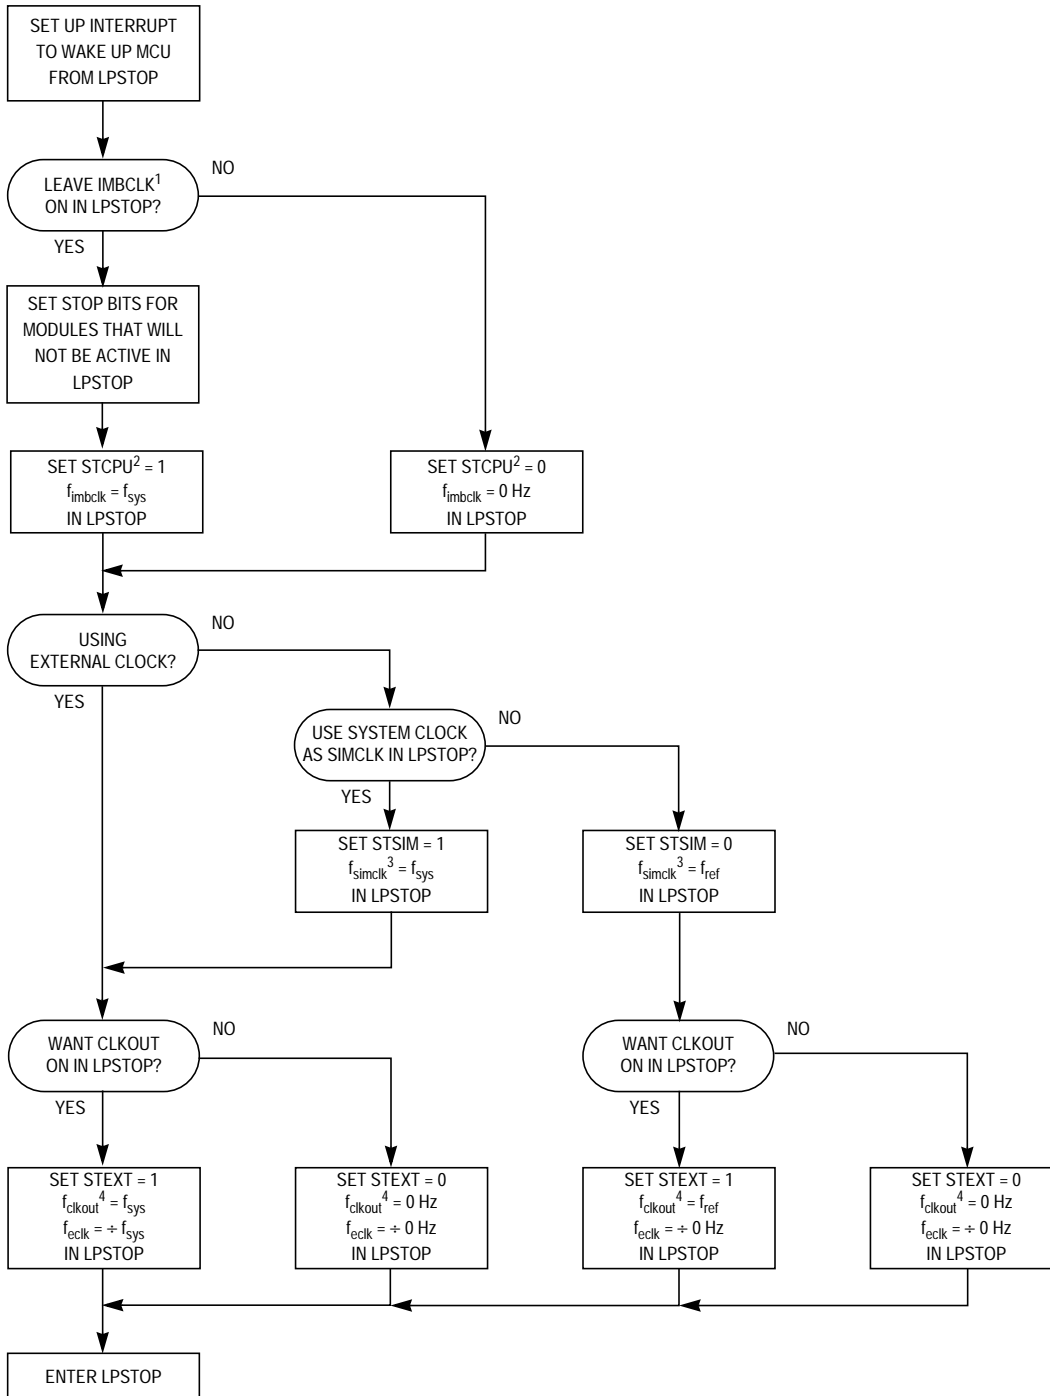 SET UP INTERRUPT
TO WAKE UP MCU
FROM LPSTOP
LEAVE IMBCLK¹
ON IN LPSTOP?
NO
YES
SET STOP BITS FOR
MODULES THAT WILL
NOT BE ACTIVE IN
LPSTOP
SET STCPU² = 1
f_imbclk = f_sys
IN LPSTOP
SET STCPU² = 0
f_imbclk = 0 Hz
IN LPSTOP
USING
EXTERNAL CLOCK?
NO
YES
USE SYSTEM CLOCK
AS SIMCLK IN LPSTOP?
NO
YES
SET STSIM = 1
f_simclk³ = f_sys
IN LPSTOP
SET STSIM = 0
f_simclk³ = f_ref
IN LPSTOP
WANT CLKOUT
ON IN LPSTOP?
NO
YES
WANT CLKOUT
ON IN LPSTOP?
NO
YES
SET STEXT = 1
f_clkout⁴ = f_sys
f_eclk = ÷ f_sys
IN LPSTOP
SET STEXT = 0
f_clkout⁴ = 0 Hz
f_eclk = ÷ 0 Hz
IN LPSTOP
SET STEXT = 1
f_clkout⁴ = f_ref
f_eclk = ÷ 0 Hz
IN LPSTOP
SET STEXT = 0
f_clkout⁴ = 0 Hz
f_eclk = ÷ 0 Hz
IN LPSTOP
ENTER LPSTOP